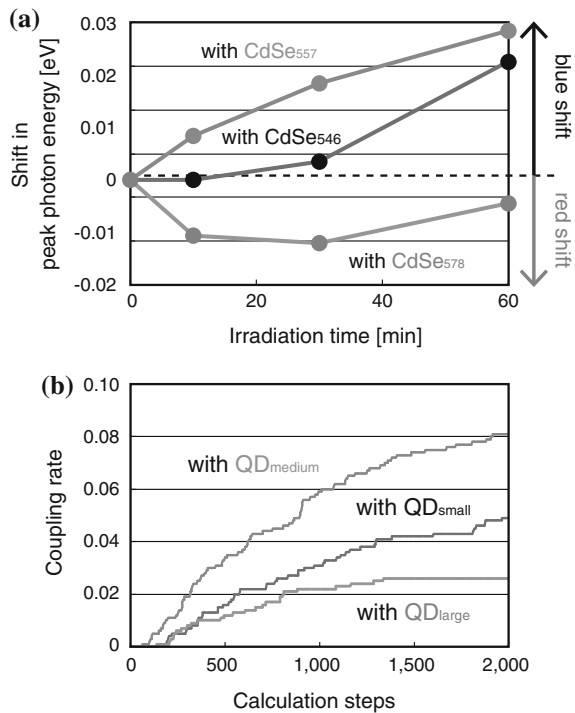 (a)
0.03
0.02
0.01
0
-0.01
-0.02
Shift in
peak photon energy [eV]
with CdSe557
with CdSe546
with CdSe578
blue shift
red shift
0
20
40
60
Irradiation time [min]
(b)
0.10
0.08
0.06
0.04
0.02
0
Coupling rate
with QDmedium
with QDsmall
with QDlarge
0
500
1,000
1,500
2,000
Calculation steps